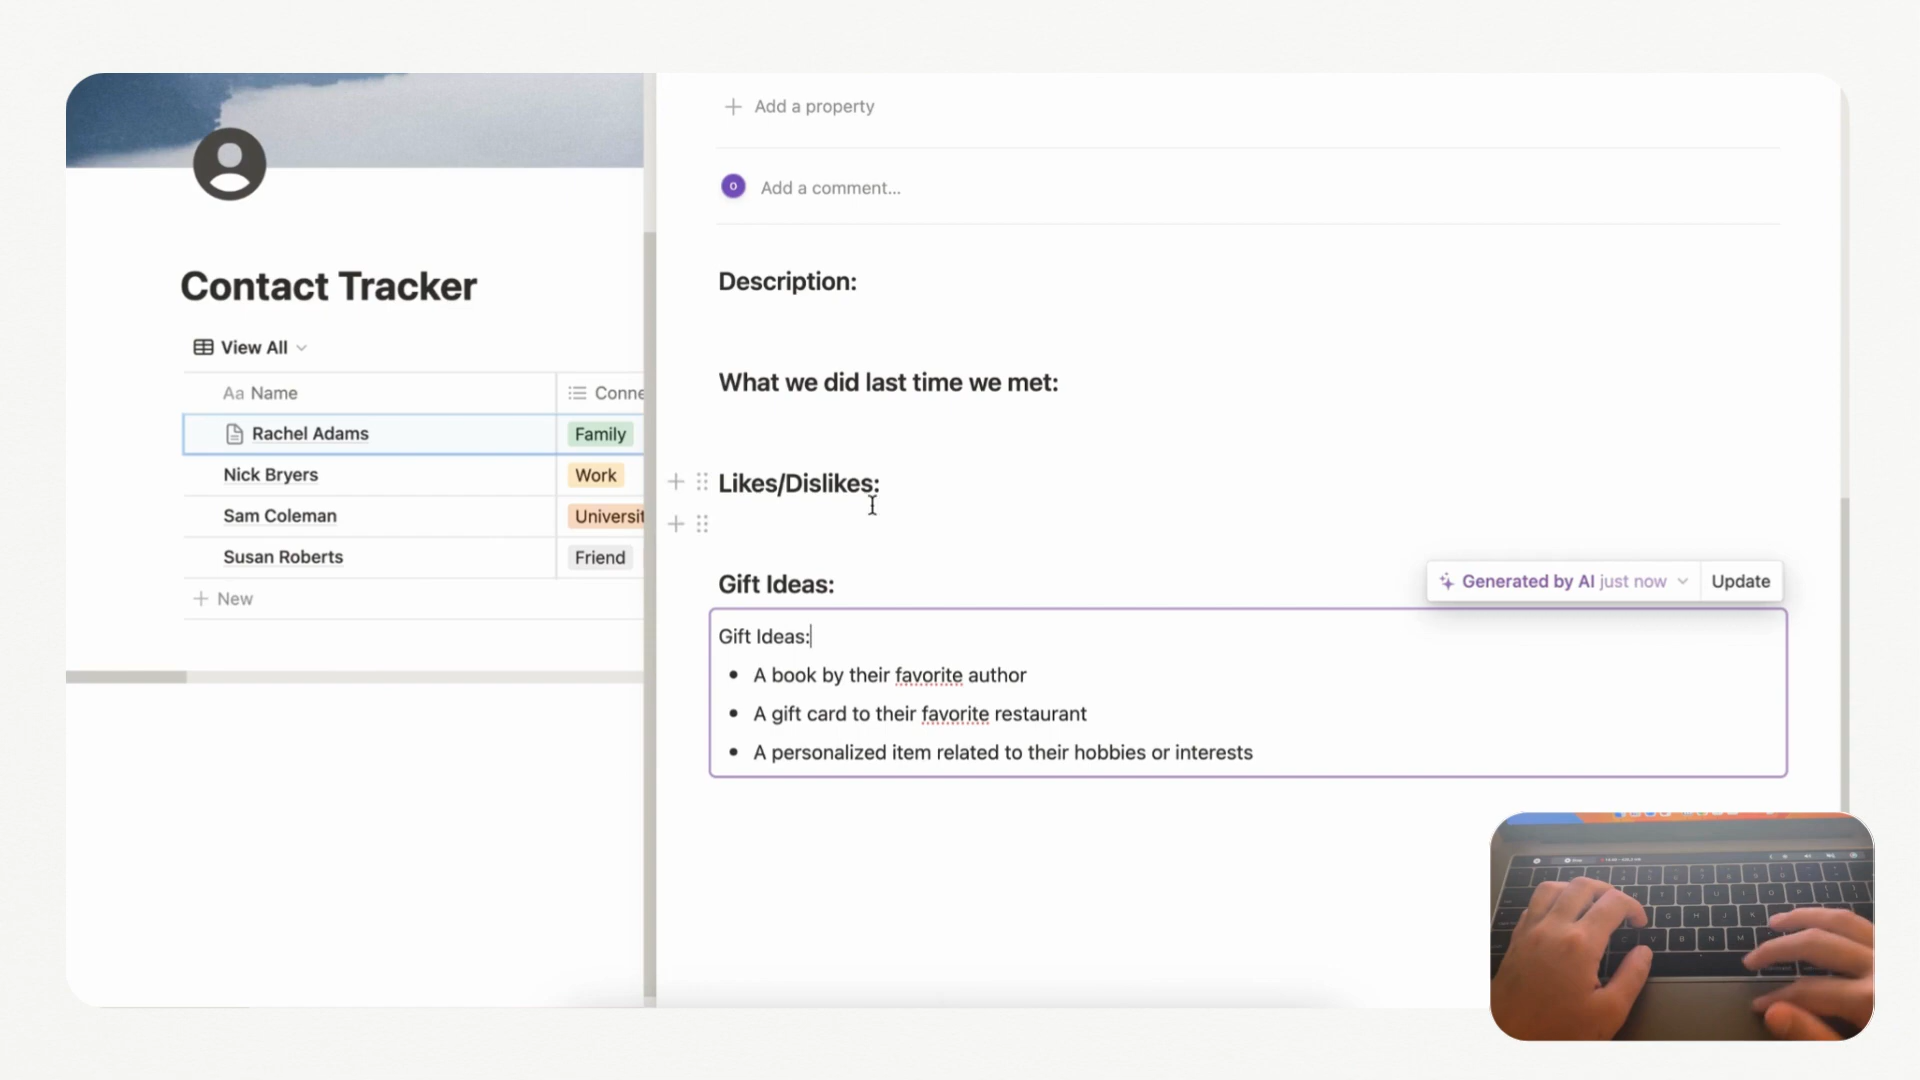 Contact Tracker
View All
Aa Name
Conne
Rachel Adams
Family
Nick Bryers
Work
Sam Coleman
Universit
Susan Roberts
Friend
+ New
+ Add a property
O
Add a comment...
Description:
What we did last time we met:
Likes/Dislikes:
Gift Ideas:
Generated by AI just now
Update
Gift Ideas:
• A book by their favorite author
• A gift card to their favorite restaurant
• A personalized item related to their hobbies or interests